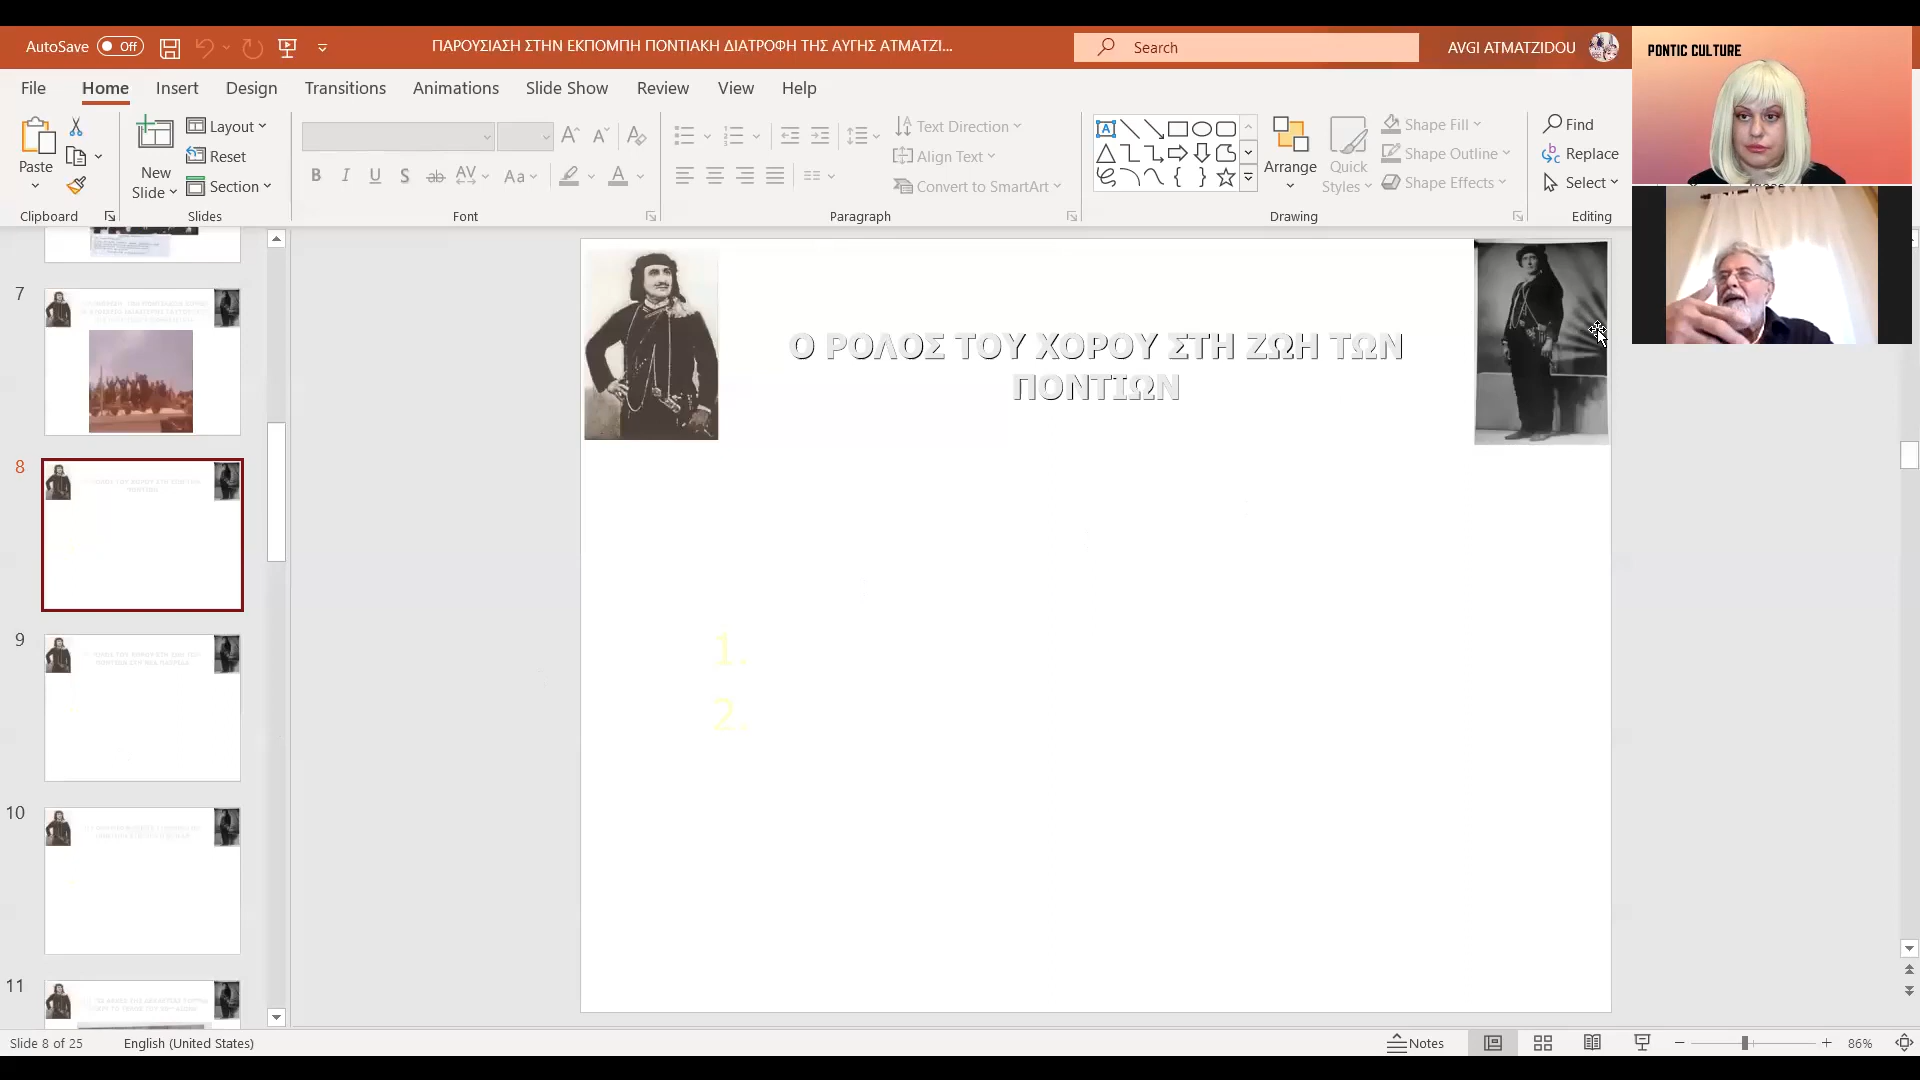 AutoSave Off ΠΑΡΟΥΣΙΑΣΗ ΣΤΗΝ ΕΚΠΟΜΠΗ ΠΟΝΤΙΑΚΗ ΔΙΑΤΡΟΦΗ ΤΗΣ ΑΥΓΗΣ ΑΤΜΑΤΖΙ... Search AVGI ATMATZIDOU
PONTIC CULTURE
File Home Insert Design Transitions Animations Slide Show Review View Help
Paste
New Slide
Layout
Reset
Section
Text Direction
Align Text
Convert to SmartArt
Arrange
Quick Styles
Shape Fill
Shape Outline
Shape Effects
Find
Replace
Select
Clipboard Slides Font Paragraph Drawing Editing
7
8
9
10
11
Ο ΡΟΛΟΣ ΤΟΥ ΧΟΡΟΥ ΣΤΗ ΖΩΗ ΤΩΝ
ΠΟΝΤΙΩΝ
1.
2.
Slide 8 of 25 English (United States) Notes 86%